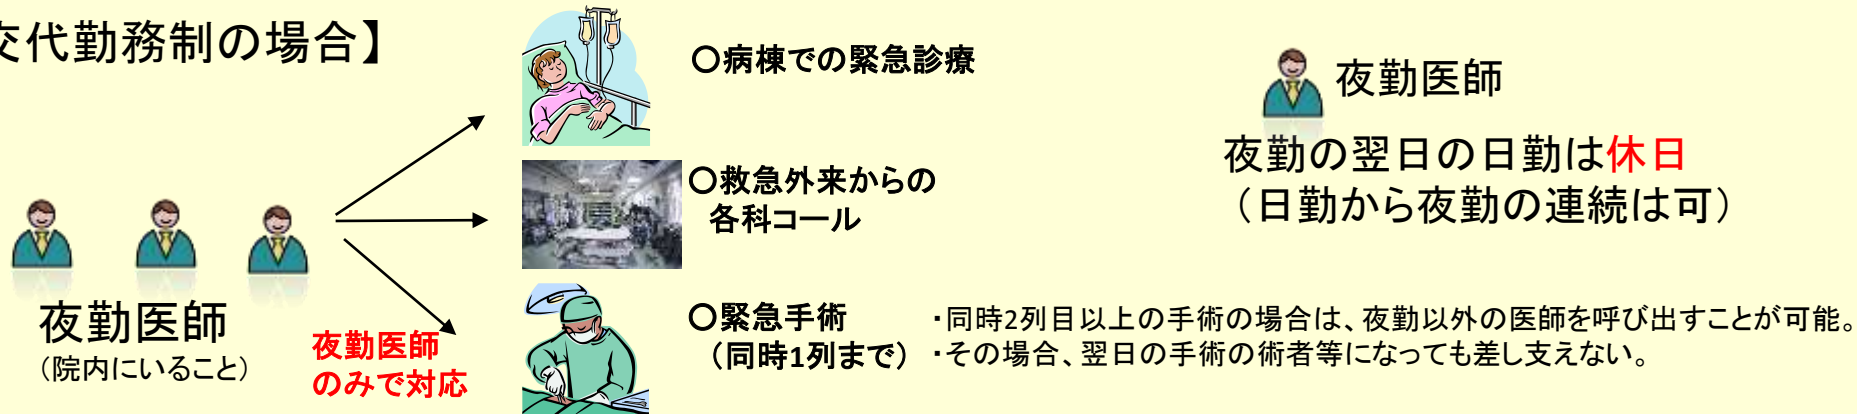 交代勤務制の場合】
夜勤医師
（院内にいること）
夜勤医師
のみで対応
〇病棟での緊急診療
〇救急外来からの
各科コール
〇緊急手術
（同時1列まで）
・同時2列目以上の手術の場合は、夜勤以外の医師を呼び出すことが可能。
・その場合、翌日の手術の術者等になっても差し支えない。
夜勤医師
夜勤の翌日の日勤は休日
（日勤から夜勤の連続は可）